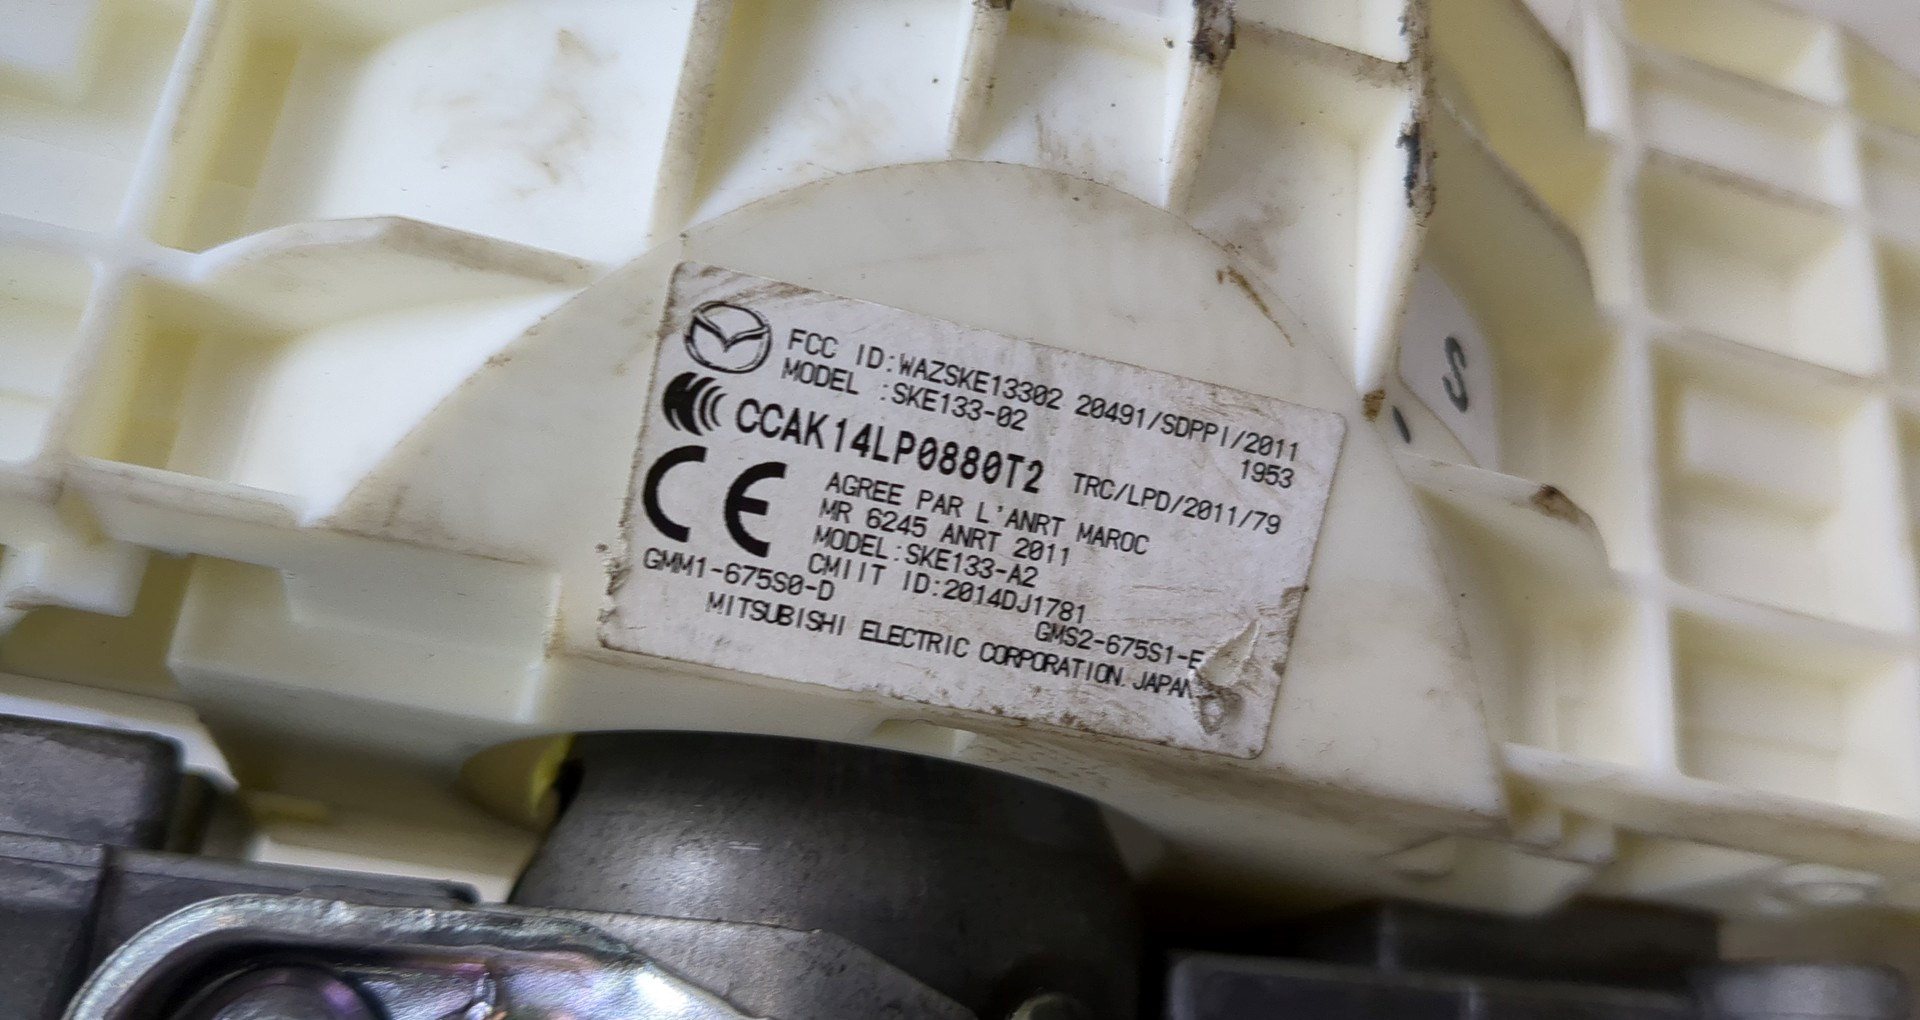 FCC ID:WAZSKE13302 20491/SDPPI/2011
MODEL :SKE133-02 1953
CCAK14LP0880T2 TRC/LPD/2011/79
CE AGREE PAR L'ANRT MAROC
MR 6245 ANRT 2011
MODEL:SKE133-A2
CMIIT ID:2014DJ1781
GMM1-675S0-D GMS2-675S1-E
MITSUBISHI ELECTRIC CORPORATION.JAPAN
S